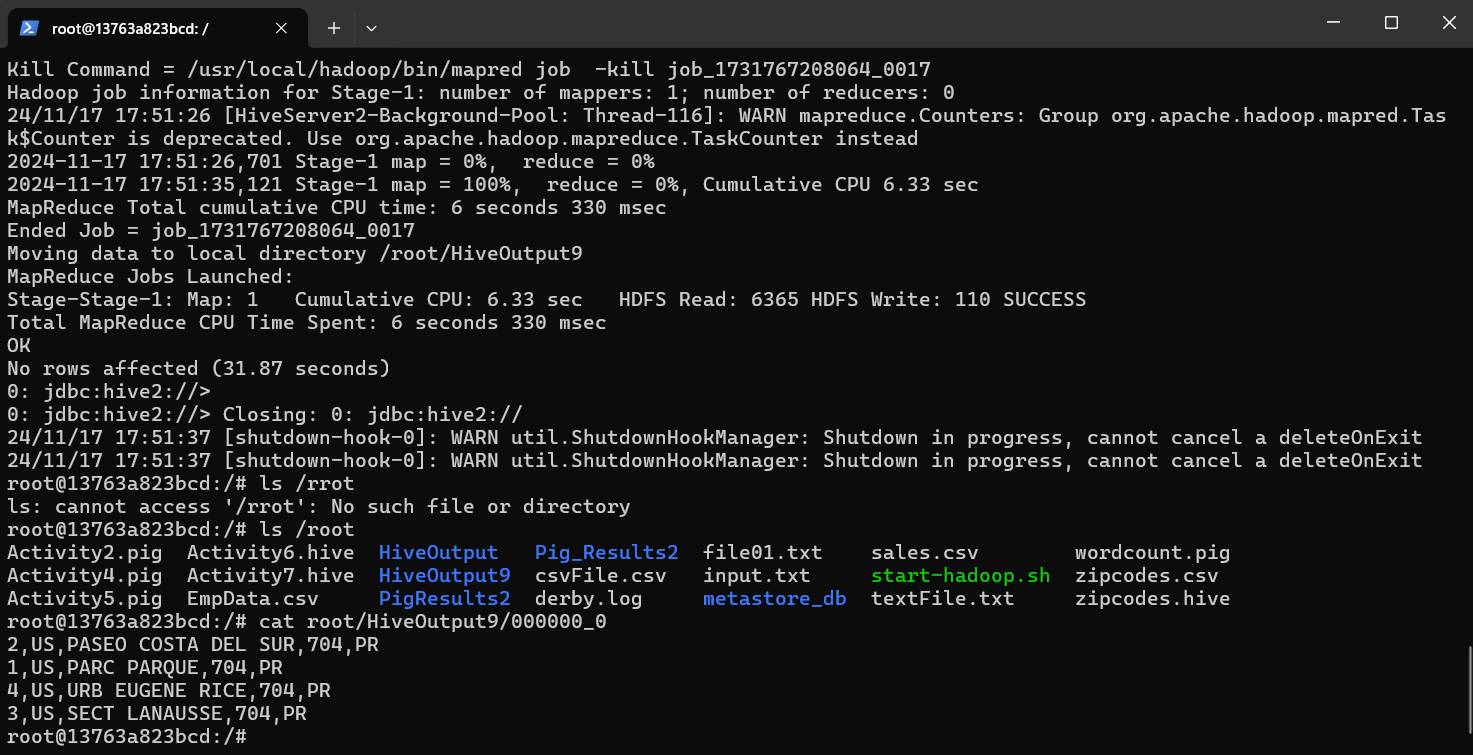 root@13763a823bcd: /
Kill Command = /usr/local/hadoop/bin/mapred job  -kill job_1731767208064_0017
Hadoop job information for Stage-1: number of mappers: 1; number of reducers: 0
24/11/17 17:51:26 [HiveServer2-Background-Pool: Thread-116]: WARN mapreduce.Counters: Group org.apache.hadoop.mapred.Tas
k$Counter is deprecated. Use org.apache.hadoop.mapreduce.TaskCounter instead
2024-11-17 17:51:26,701 Stage-1 map = 0%,  reduce = 0%
2024-11-17 17:51:35,121 Stage-1 map = 100%,  reduce = 0%, Cumulative CPU 6.33 sec
MapReduce Total cumulative CPU time: 6 seconds 330 msec
Ended Job = job_1731767208064_0017
Moving data to local directory /root/HiveOutput9
MapReduce Jobs Launched:
Stage-Stage-1: Map: 1   Cumulative CPU: 6.33 sec   HDFS Read: 6365 HDFS Write: 110 SUCCESS
Total MapReduce CPU Time Spent: 6 seconds 330 msec
OK
No rows affected (31.87 seconds)
0: jdbc:hive2://>
0: jdbc:hive2://> Closing: 0: jdbc:hive2://
24/11/17 17:51:37 [shutdown-hook-0]: WARN util.ShutdownHookManager: Shutdown in progress, cannot cancel a deleteOnExit
24/11/17 17:51:37 [shutdown-hook-0]: WARN util.ShutdownHookManager: Shutdown in progress, cannot cancel a deleteOnExit
root@13763a823bcd:/# ls /rrot
ls: cannot access '/rrot': No such file or directory
root@13763a823bcd:/# ls /root
Activity2.pig  Activity6.hive  HiveOutput   Pig_Results2  file01.txt    sales.csv        wordcount.pig
Activity4.pig  Activity7.hive  HiveOutput9  csvFile.csv   input.txt     start-hadoop.sh  zipcodes.csv
Activity5.pig  EmpData.csv     PigResults2  derby.log     metastore_db  textFile.txt     zipcodes.hive
root@13763a823bcd:/# cat root/HiveOutput9/000000_0
2,US,PASEO COSTA DEL SUR,704,PR
1,US,PARC PARQUE,704,PR
4,US,URB EUGENE RICE,704,PR
3,US,SECT LANAUSSE,704,PR
root@13763a823bcd:/#